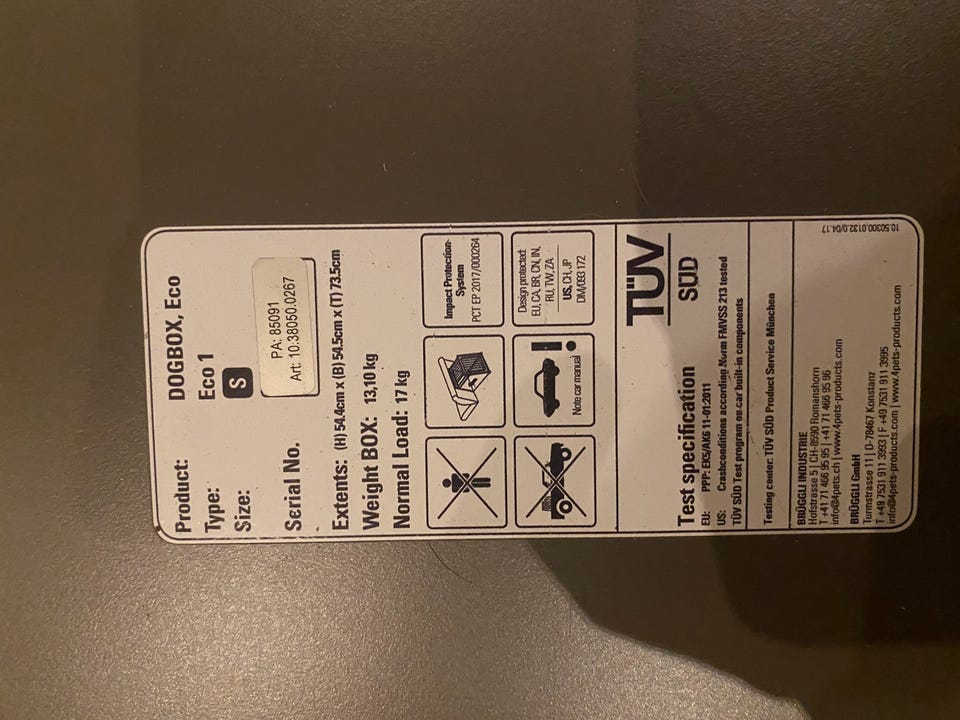 Product: DOGBOX, Eco
Type: Eco 1
Size: S
Serial No. PA: 85091
Art: 10.38050.0267
Extents: (H) 54.4cm x (B) 54.5cm x (T) 73.5cm
Weight BOX: 13,10 kg
Normal Load: 17 kg
Impact Protection-
System
PCT EP 2017/000264
Note car manual
Design protected:
EU, CA, BR, CN, IN,
RU, TW, ZA
US, CH, JP
DM/093 172
TÜV
SÜD
Test specification
EU: PPP: EK5/AK6 11-01:2011
US: Crashconditions according Norm FMVSS 213 tested
TÜV SÜD Test program on car built-in components
Testing center: TÜV SÜD Product Service München
BRÜGGLI INDUSTRIE
Hofstrasse 5 | CH-8590 Romanshorn
T +41 71 466 95 95 | +41 71 466 95 96
info@4pets-products.ch | www.4pets-products.com
BRÜGGLI GmbH
Turmstrasse 11 | D-78467 Konstanz
T +49 7531 911 3993 | F +49 7531 911 3995
info@4pets-products.com | www.4pets-products.com
10.50300.01.32.0/04.17